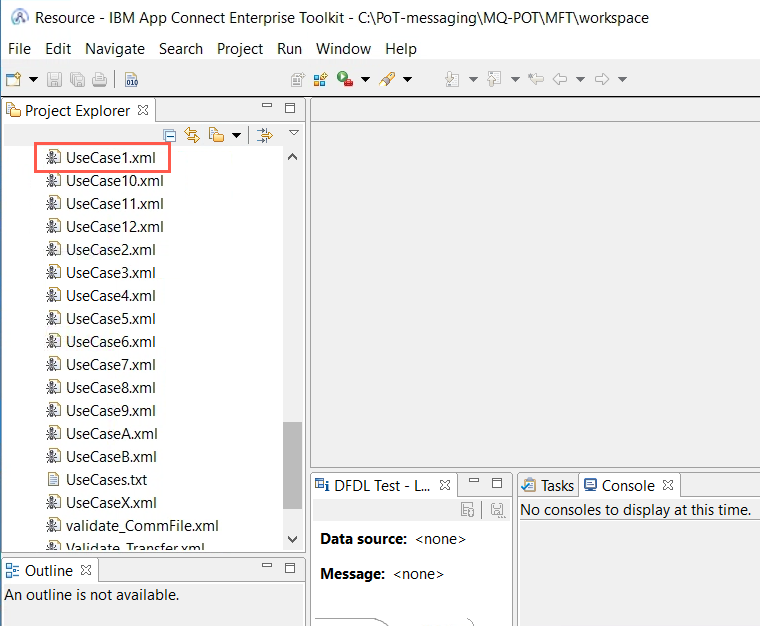 Resource - IBM App Connect Enterprise Toolkit - C:\PoT-messaging\MQ-POT\MFT\workspace
File Edit Navigate Search Project Run Window Help
010
Project Explorer
UseCase1.xml
UseCase10.xml
UseCase11.xml
UseCase12.xml
UseCase2.xml
UseCase3.xml
UseCase4.xml
UseCase5.xml
UseCase6.xml
UseCase7.xml
UseCase8.xml
UseCase9.xml
UseCaseA.xml
UseCaseB.xml
UseCases.txt
UseCaseX.xml
validate_CommFile.xml
Validate_Transfer.xml
Outline
An outline is not available.
DFDL Test - L...
Data source: <none>
Message: <none>
Tasks Console
No consoles to display at this time.